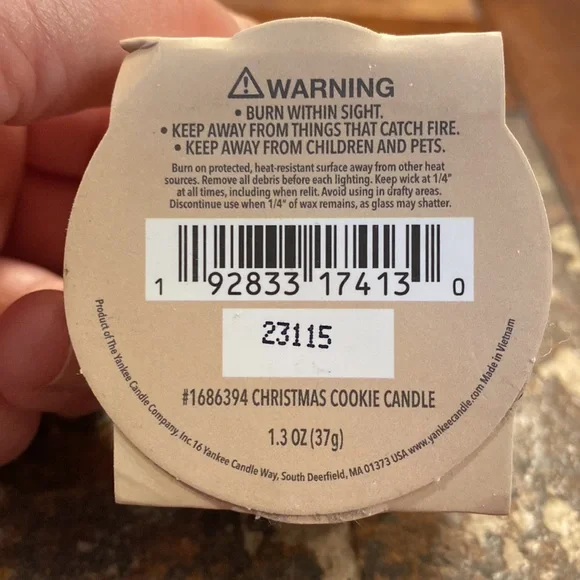 ⚠WARNING
• BURN WITHIN SIGHT.
• KEEP AWAY FROM THINGS THAT CATCH FIRE.
• KEEP AWAY FROM CHILDREN AND PETS.
Burn on protected, heat-resistant surface away from other heat
sources. Remove all debris before each lighting. Keep wick at 1/4"
at all times, including when relit. Avoid using in drafty areas.
Discontinue use when 1/4" of wax remains, as glass may shatter.
1 92833 17413 0
23115
#1686394 CHRISTMAS COOKIE CANDLE
1.3 OZ (37g)
Product of The Yankee Candle Company, Inc. 16 Yankee Candle Way, South Deerfield, MA 01373 USA www.yankeecandle.com Made in Vietnam